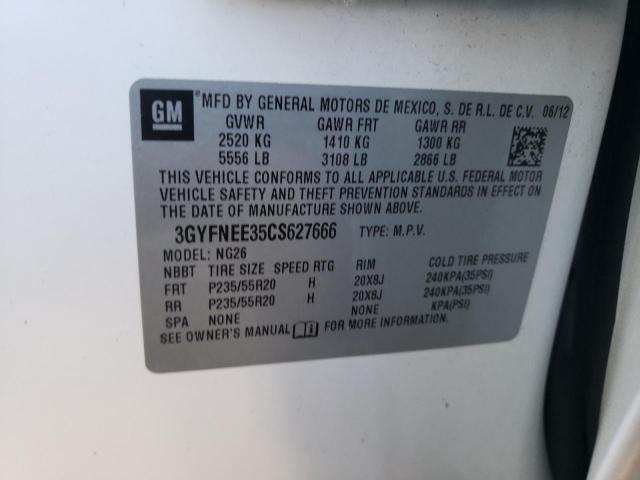 GM ® MFD BY GENERAL MOTORS DE MEXICO, S. DE R.L. DE C.V. 06/12
GVWR GAWR FRT GAWR RR
2520 KG 1410 KG 1300 KG
5556 LB 3108 LB 2866 LB
THIS VEHICLE CONFORMS TO ALL APPLICABLE U.S. FEDERAL MOTOR
VEHICLE SAFETY AND THEFT PREVENTION STANDARDS IN EFFECT ON
THE DATE OF MANUFACTURE SHOWN ABOVE.
3GYFNEE35CS627666 TYPE: M.P.V.
MODEL: NG26
NBBT TIRE SIZE SPEED RTG RIM COLD TIRE PRESSURE
FRT P235/55R20 H 20X8J 240KPA(35PSI)
RR P235/55R20 H 20X8J 240KPA(35PSI)
SPA NONE NONE KPA(PSI)
SEE OWNER'S MANUAL FOR MORE INFORMATION.